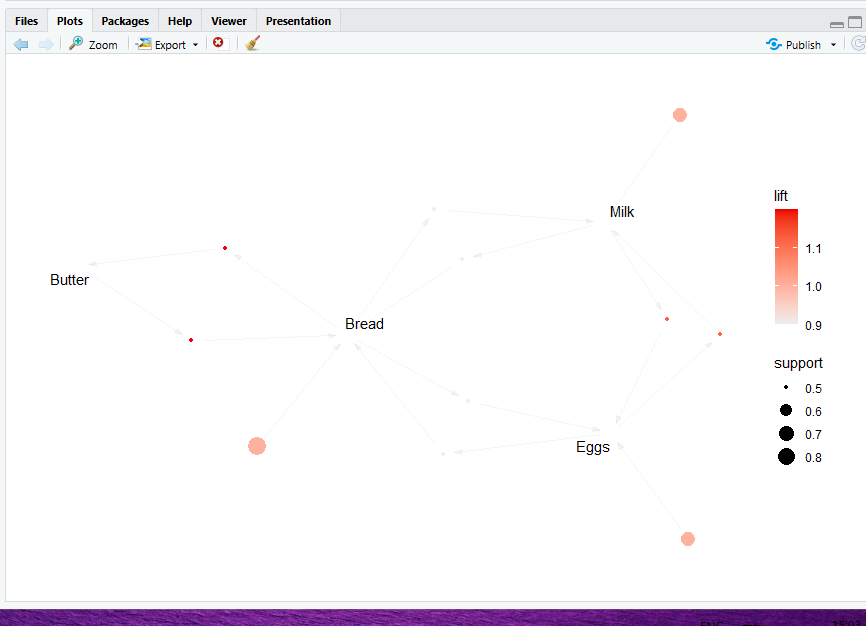 Files Plots Packages Help Viewer Presentation
Zoom Export Publish
lift
Milk
1.1
Butter
1.0
Bread
0.9
support
0.5
0.6
0.7
Eggs
0.8